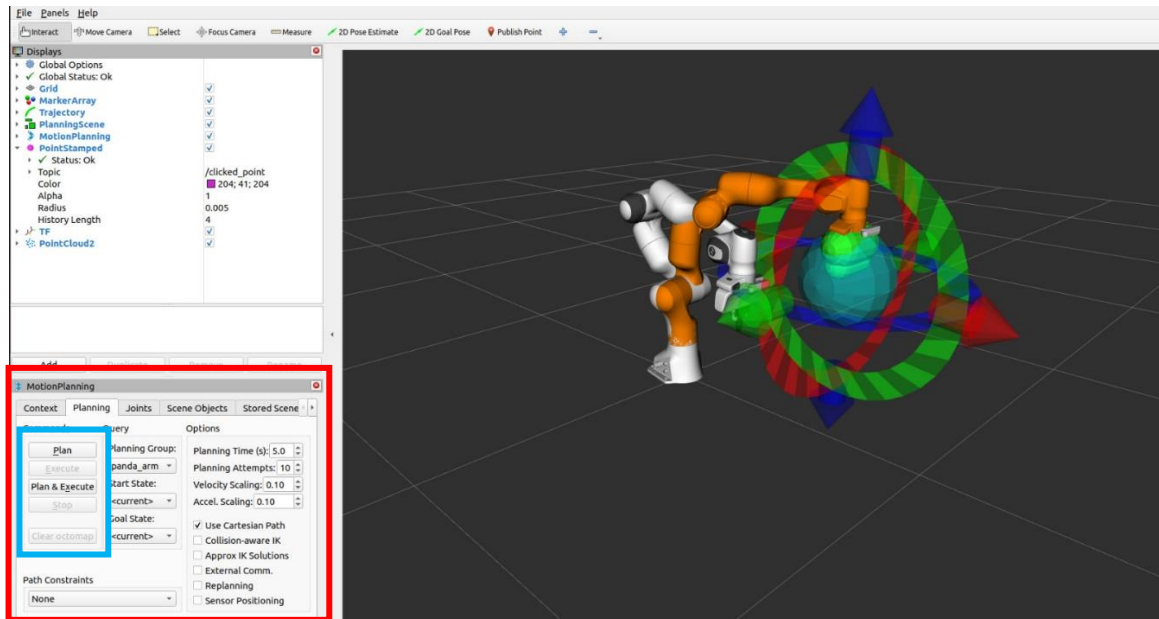 File Panels Help
Interact Move Camera Select Focus Camera Measure 2D Pose Estimate 2D Goal Pose Publish Point
Displays
Global Options
Global Status: Ok
Grid
MarkerArray
Trajectory
PlanningScene
MotionPlanning
PointStamped
Status: Ok
Topic /clicked_point
Color 204; 41; 204
Alpha 1
Radius 0.005
History Length 4
TF
PointCloud2
Add Duplicate Remove Rename
MotionPlanning
Context Planning Joints Scene Objects Stored Scene
Query Options
Plan
Execute
Plan & Execute
Stop
Clear octomap
Planning Group:
panda_arm
Start State:
<current>
Goal State:
<current>
Planning Time (s): 5.0
Planning Attempts: 10
Velocity Scaling: 0.10
Accel. Scaling: 0.10
Use Cartesian Path
Collision-aware IK
Approx IK Solutions
External Comm.
Replanning
Sensor Positioning
Path Constraints
None